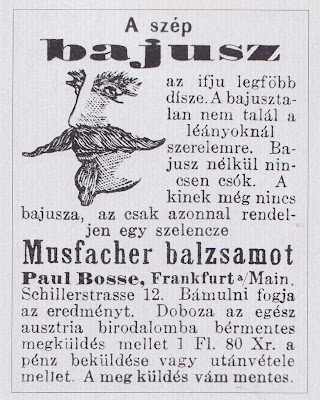 A szép
bajusz
az ifju legföbb
dísze. A bajuszta-
lan nem talál a
léányoknál
szerelemre. Ba-
jusz nélkül nin-
csen csók. A
kinek még nincs
bajusza, az csak azonnal rendel-
jen egy szelencze
Musfacher balzsamot
Paul Bosse, Frankfurt a/Main,
Schillerstrasse 12. Bámulni fogja
az eredményt. Doboza az egész
ausztria birodalomba bérmentes
megküldés mellet 1 Fl. 80 Xr. a
pénz beküldése vagy utánvétele
mellet. A meg küldés vám mentes.